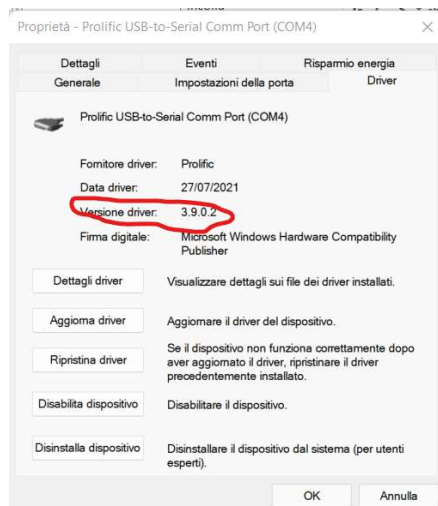 Proprietà - Prolific USB-to-Serial Comm Port (COM4)
Dettagli Eventi Risparmio energia
Generale Impostazioni della porta Driver
Prolific USB-to-Serial Comm Port (COM4)
Fornitore driver: Prolific
Data driver: 27/07/2021
Versione driver: 3.9.0.2
Firma digitale: Microsoft Windows Hardware Compatibility
Publisher
Dettagli driver Visualizzare dettagli sui file dei driver installati.
Aggiorna driver Aggiornare il driver del dispositivo.
Ripristina driver Se il dispositivo non funziona correttamente dopo
aver aggiornato il driver, ripristinare il driver
precedentemente installato.
Disabilita dispositivo Disabilitare il dispositivo.
Disinstalla dispositivo Disinstallare il dispositivo dal sistema (per utenti
esperti).
OK Annulla